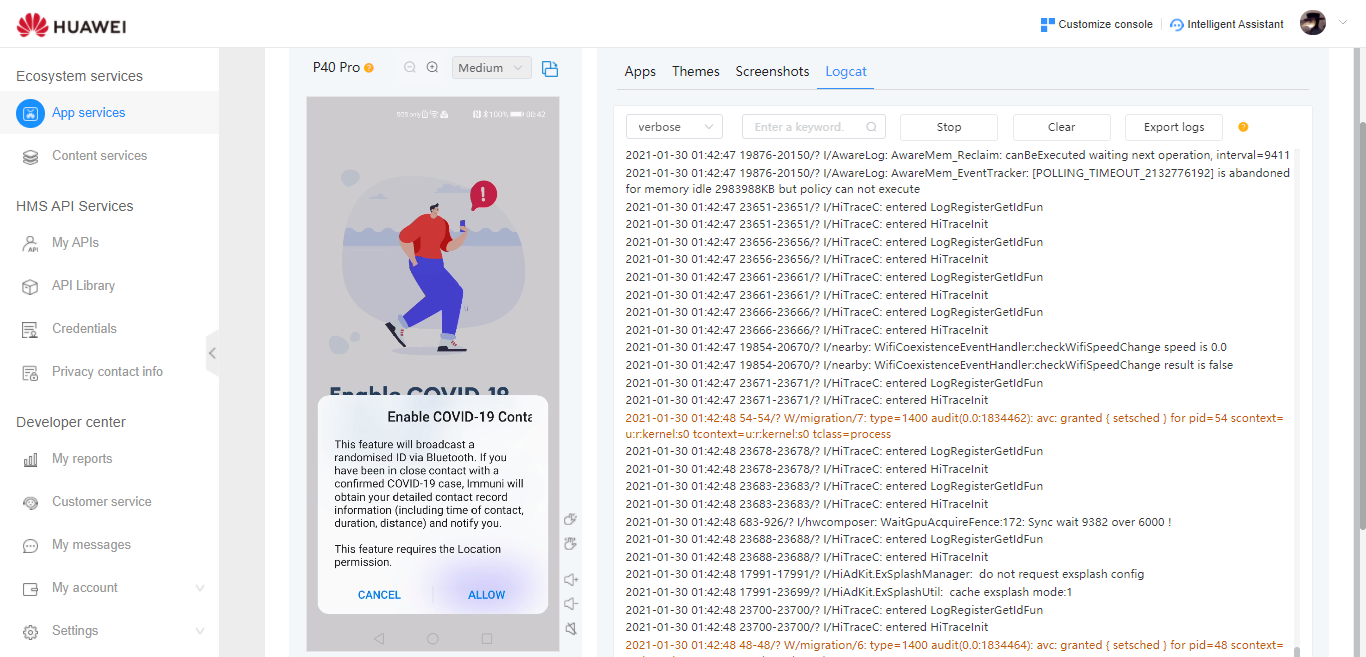 HUAWEI
Customize console
Intelligent Assistant
Ecosystem services
App services
Content services
HMS API Services
My APIs
API Library
Credentials
Privacy contact info
Developer center
My reports
Customer service
My messages
My account
Settings
P40 Pro
Medium
SOS only
100%
00:42
!
Enable COVID-19
Enable COVID-19 Conta
This feature will broadcast a
randomised ID via Bluetooth. If you
have been in close contact with a
confirmed COVID-19 case, Immuni will
obtain your detailed contact record
information (including time of contact,
duration, distance) and notify you.
This feature requires the Location
permission.
CANCEL
ALLOW
Apps Themes Screenshots Logcat
verbose
Enter a keyword.
Stop
Clear
Export logs
2021-01-30 01:42:47 19876-20150/? I/AwareLog: AwareMem_Reclaim: canBeExecuted waiting next operation, interval=9411
2021-01-30 01:42:47 19876-20150/? I/AwareLog: AwareMem_EventTracker: [POLLING_TIMEOUT_2132776192] is abandoned
for memory idle 2983988KB but policy can not execute
2021-01-30 01:42:47 23651-23651/? I/HiTraceC: entered LogRegisterGetIdFun
2021-01-30 01:42:47 23651-23651/? I/HiTraceC: entered HiTraceInit
2021-01-30 01:42:47 23656-23656/? I/HiTraceC: entered LogRegisterGetIdFun
2021-01-30 01:42:47 23656-23656/? I/HiTraceC: entered HiTraceInit
2021-01-30 01:42:47 23661-23661/? I/HiTraceC: entered LogRegisterGetIdFun
2021-01-30 01:42:47 23661-23661/? I/HiTraceC: entered HiTraceInit
2021-01-30 01:42:47 23666-23666/? I/HiTraceC: entered LogRegisterGetIdFun
2021-01-30 01:42:47 23666-23666/? I/HiTraceC: entered HiTraceInit
2021-01-30 01:42:47 19854-20670/? I/nearby: WifiCoexistenceEventHandler:checkWifiSpeedChange speed is 0.0
2021-01-30 01:42:47 19854-20670/? I/nearby: WifiCoexistenceEventHandler:checkWifiSpeedChange result is false
2021-01-30 01:42:47 23671-23671/? I/HiTraceC: entered LogRegisterGetIdFun
2021-01-30 01:42:47 23671-23671/? I/HiTraceC: entered HiTraceInit
2021-01-30 01:42:48 54-54/? W/migration/7: type=1400 audit(0.0:1834462): avc: granted { setsched } for pid=54 scontext=
u:r:kernel:s0 tcontext=u:r:kernel:s0 tclass=process
2021-01-30 01:42:48 23678-23678/? I/HiTraceC: entered LogRegisterGetIdFun
2021-01-30 01:42:48 23678-23678/? I/HiTraceC: entered HiTraceInit
2021-01-30 01:42:48 23683-23683/? I/HiTraceC: entered LogRegisterGetIdFun
2021-01-30 01:42:48 23683-23683/? I/HiTraceC: entered HiTraceInit
2021-01-30 01:42:48 683-926/? I/hwcomposer: WaitGpuAcquireFence:172: Sync wait 9382 over 6000 !
2021-01-30 01:42:48 23688-23688/? I/HiTraceC: entered LogRegisterGetIdFun
2021-01-30 01:42:48 23688-23688/? I/HiTraceC: entered HiTraceInit
2021-01-30 01:42:48 17991-17991/? I/HiAdKit.ExSplashManager: do not request exsplash config
2021-01-30 01:42:48 17991-23699/? I/HiAdKit.ExSplashUtil: cache exsplash mode:1
2021-01-30 01:42:48 23700-23700/? I/HiTraceC: entered LogRegisterGetIdFun
2021-01-30 01:42:48 23700-23700/? I/HiTraceC: entered HiTraceInit
2021-01-30 01:42:48 48-48/? W/migration/6: type=1400 audit(0.0:1834464): avc: granted { setsched } for pid=48 scontext=